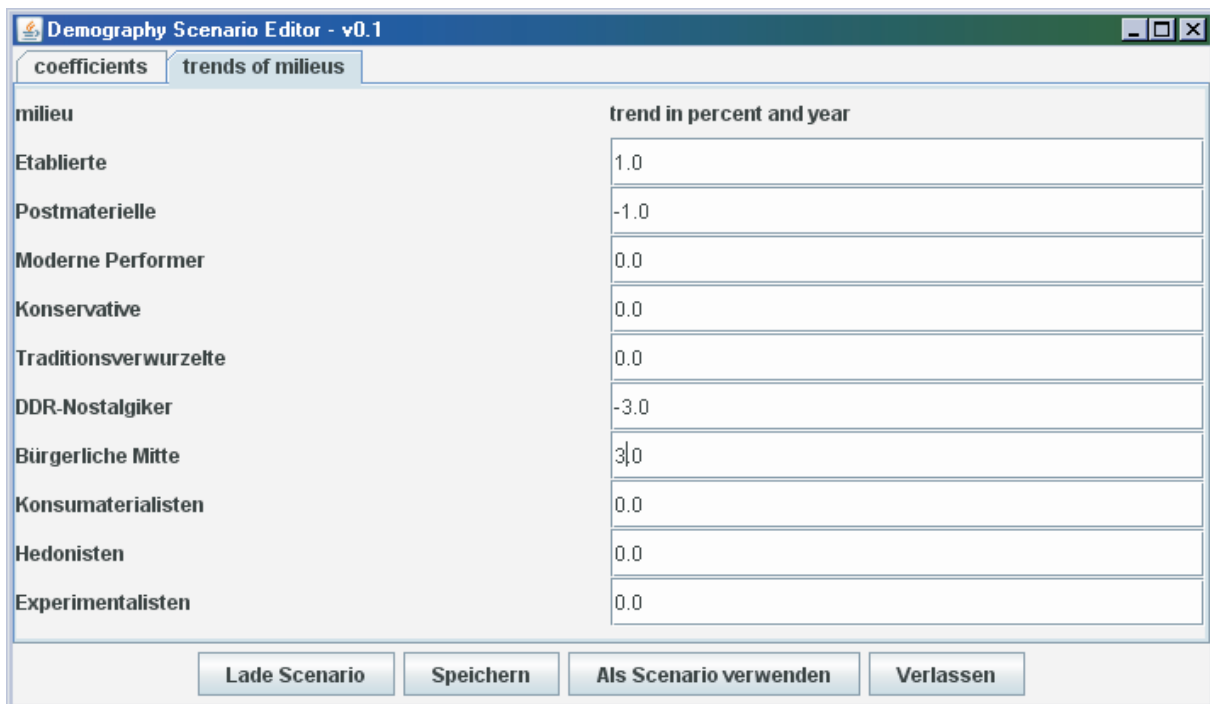 Demography Scenario Editor - v0.1
coefficients trends of milieus
milieu trend in percent and year
Etablierte 1.0
Postmaterielle -1.0
Moderne Performer 0.0
Konservative 0.0
Traditionsverwurzelte 0.0
DDR-Nostalgiker -3.0
Bürgerliche Mitte 3.0
Konsumaterialisten 0.0
Hedonisten 0.0
Experimentalisten 0.0
Lade Scenario Speichern Als Scenario verwenden Verlassen